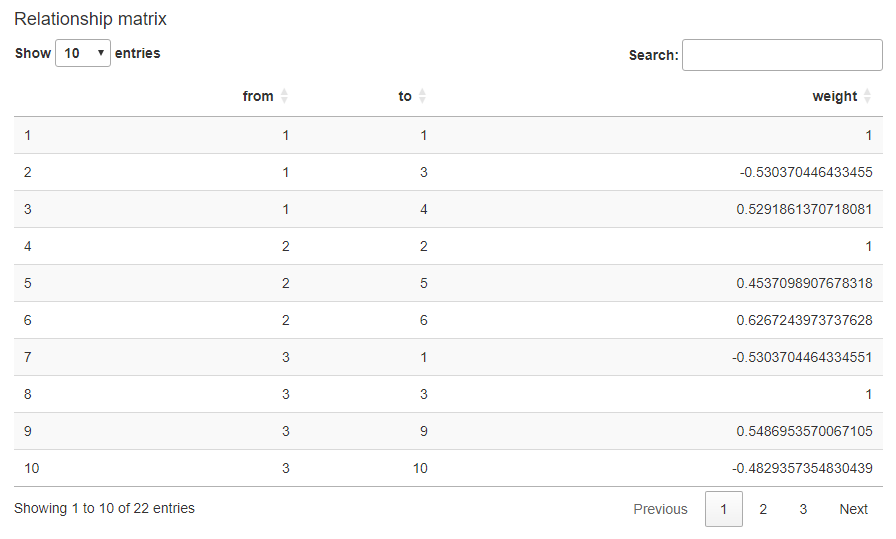 Relationship matrix
Show 10 entries Search:
from to weight
1 1 1 1
2 1 3 -0.530370446433455
3 1 4 0.5291861370718081
4 2 2 1
5 2 5 0.4537098907678318
6 2 6 0.6267243973737628
7 3 1 -0.5303704464334551
8 3 3 1
9 3 9 0.5486953570067105
10 3 10 -0.4829357354830439
Showing 1 to 10 of 22 entries Previous 1 2 3 Next